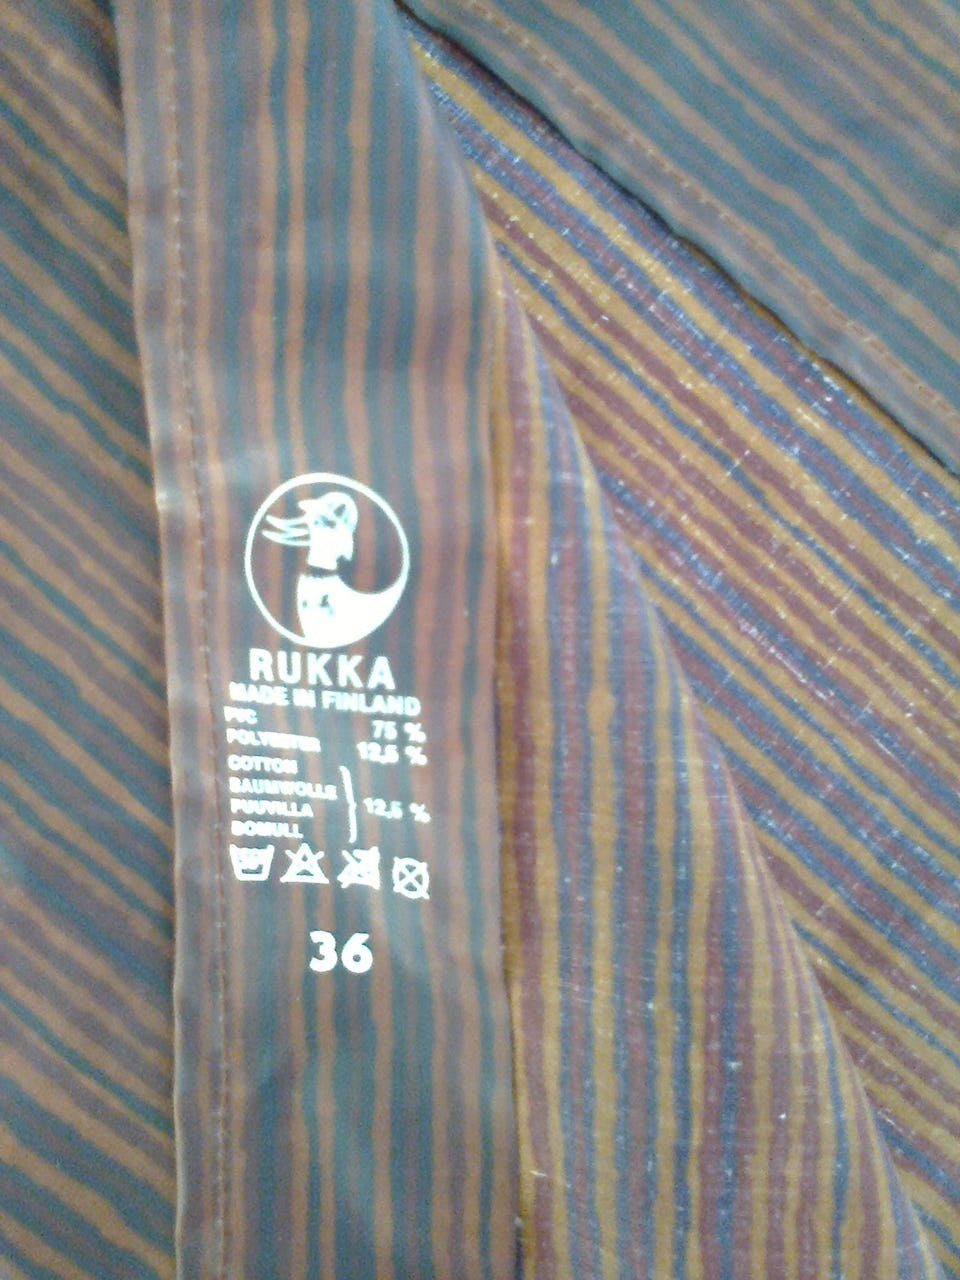 RUKKA
MADE IN FINLAND
PVC 75 %
POLYESTER 12,5 %
COTTON
BAUMWOLLE
PUUVILLA
BOMULL
12,5 %
36